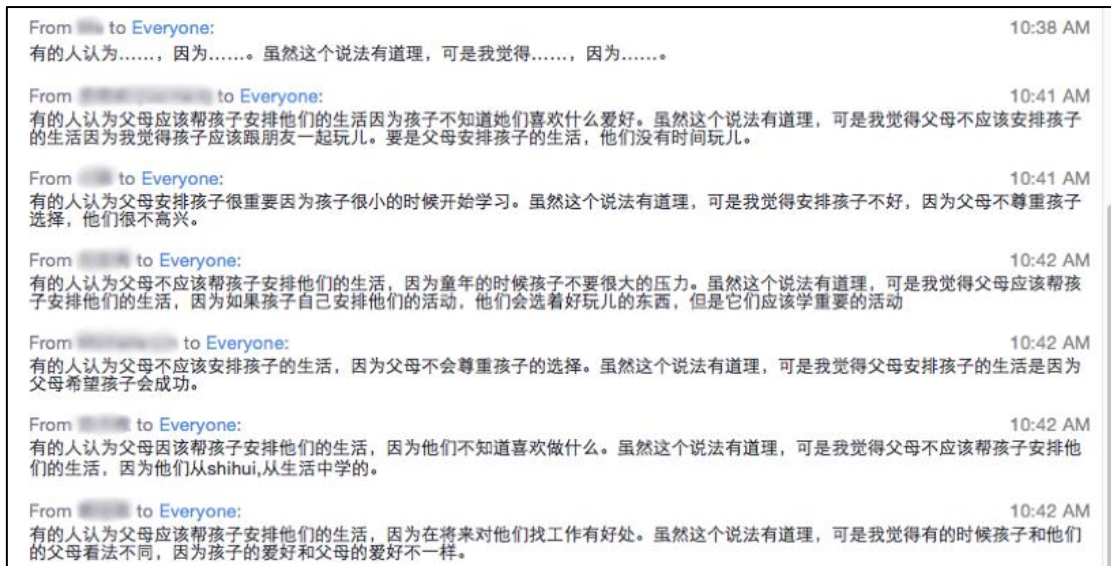 From to Everyone: 10:38 AM
有的人认为……，因为……。虽然这个说法有道理，可是我觉得……，因为……。
From to Everyone: 10:41 AM
有的人认为父母应该帮孩子安排他们的生活因为孩子不知道她们喜欢什么爱好。虽然这个说法有道理，可是我觉得父母不应该安排孩子
的生活因为我觉得孩子应该跟朋友一起玩儿。要是父母安排孩子的生活，他们没有时间玩儿。
From to Everyone: 10:41 AM
有的人认为父母安排孩子很重要因为孩子很小的时候开始学习。虽然这个说法有道理，可是我觉得安排孩子不好，因为父母不尊重孩子
选择，他们很不高兴。
From to Everyone: 10:42 AM
有的人认为父母不应该帮孩子安排他们的生活，因为童年的时候孩子不要很大的压力。虽然这个说法有道理，可是我觉得父母应该帮孩
子安排他们的生活，因为如果孩子自己安排他们的活动，他们会选着好玩儿的东西，但是它们应该学重要的活动
From to Everyone: 10:42 AM
有的人认为父母不应该安排孩子的生活，因为父母不会尊重孩子的选择。虽然这个说法有道理，可是我觉得父母安排孩子的生活是因为
父母希望孩子会成功。
From to Everyone: 10:42 AM
有的人认为父母因该帮孩子安排他们的生活，因为他们不知道喜欢做什么。虽然这个说法有道理，可是我觉得父母不应该帮孩子安排他
们的生活，因为他们从shihui,从生活中学的。
From to Everyone: 10:42 AM
有的人认为父母应该帮孩子安排他们的生活，因为在将来对他们找工作有好处。虽然这个说法有道理，可是我觉得有的时候孩子和他们
的父母看法不同，因为孩子的爱好和父母的爱好不一样。